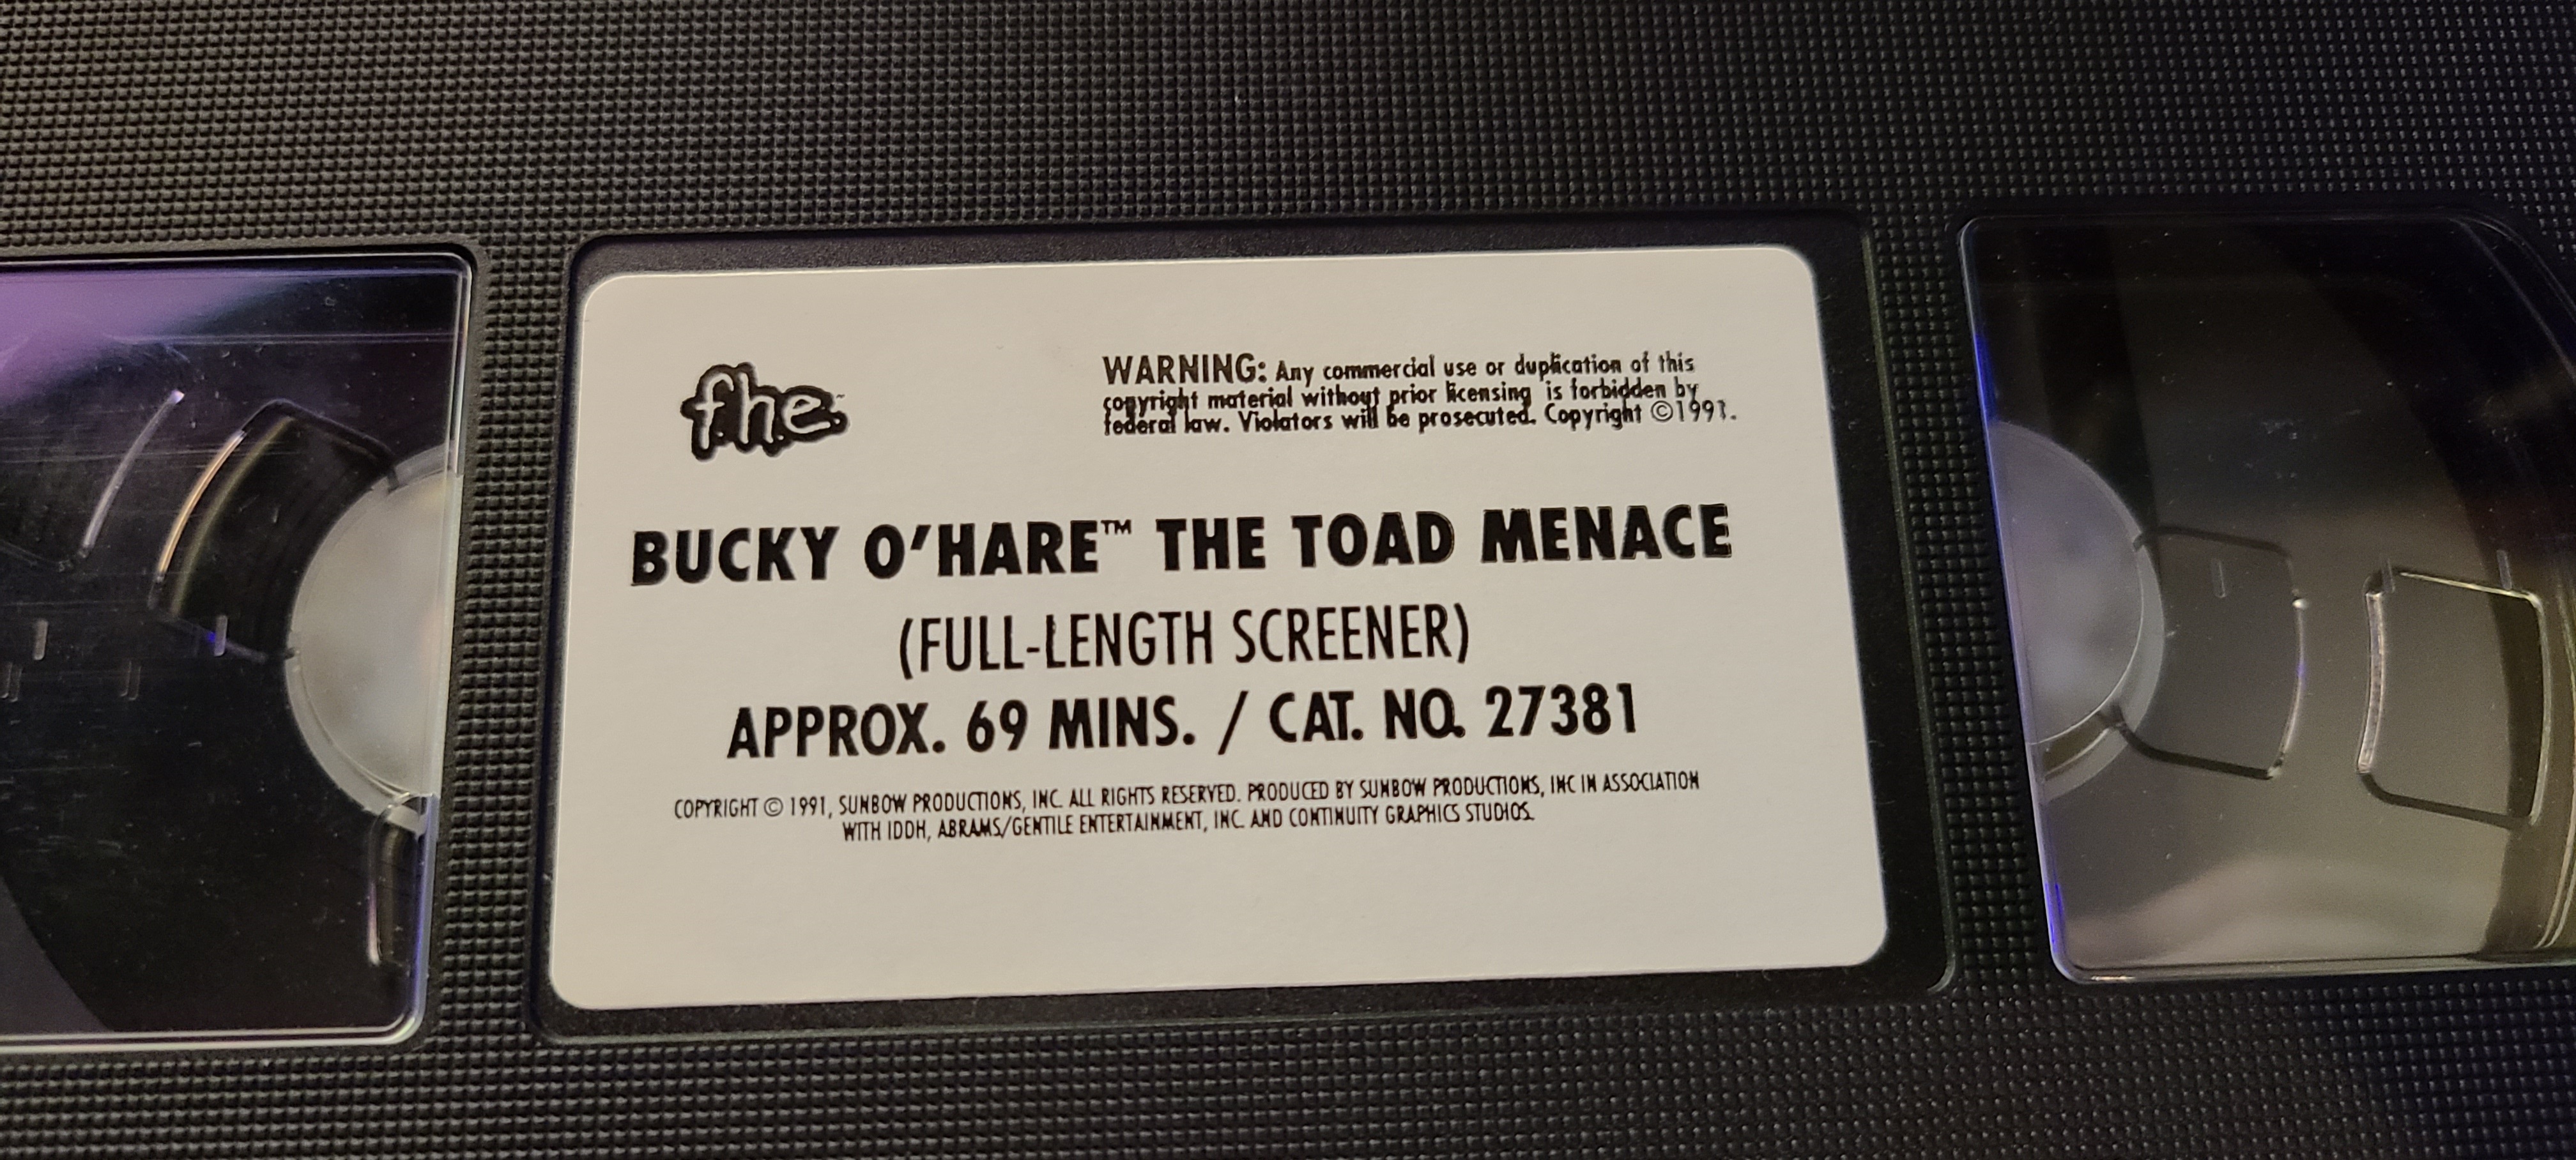 f.h.e.™
WARNING: Any commercial use or duplication of this
copyright material without prior licensing is forbidden by
federal law. Violators will be prosecuted. Copyright ©1991.
BUCKY O'HARE™ THE TOAD MENACE
(FULL-LENGTH SCREENER)
APPROX. 69 MINS. / CAT. NO. 27381
COPYRIGHT © 1991, SUNBOW PRODUCTIONS, INC. ALL RIGHTS RESERVED. PRODUCED BY SUNBOW PRODUCTIONS, INC IN ASSOCIATION
WITH IDDH, ABRAMS/GENTILE ENTERTAINMENT, INC. AND CONTINUITY GRAPHICS STUDIOS.